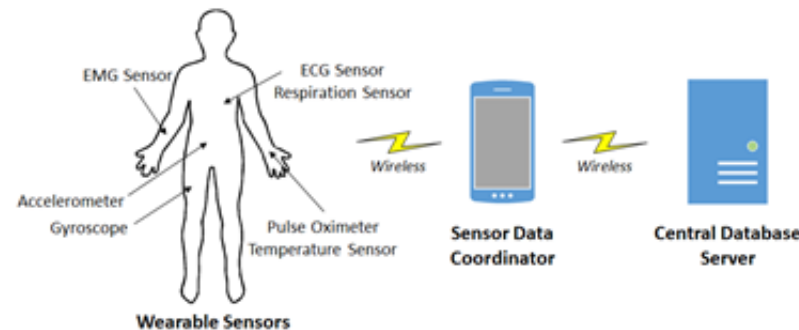 EMG Sensor
ECG Sensor
Respiration Sensor
Accelerometer
Gyroscope
Pulse Oximeter
Temperature Sensor
Wearable Sensors
Wireless
Sensor Data
Coordinator
Wireless
Central Database
Server